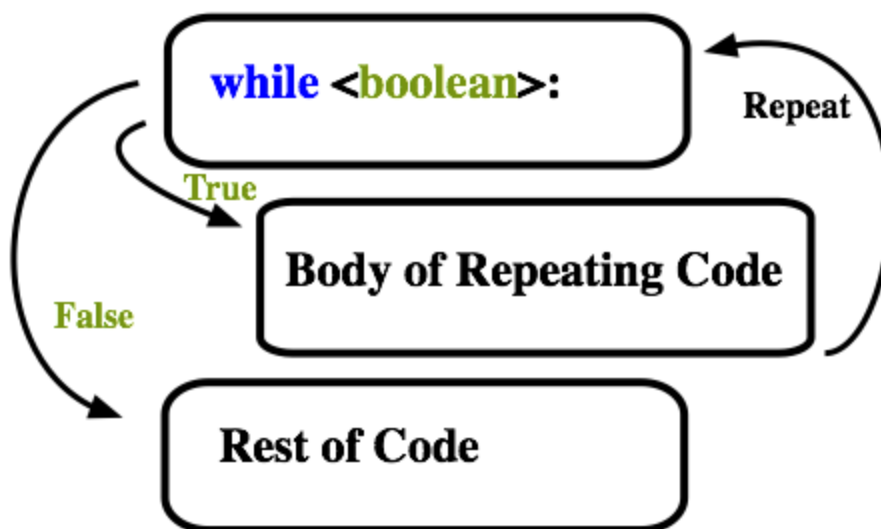 while <boolean>:
Repeat
True
Body of Repeating Code
False
Rest of Code